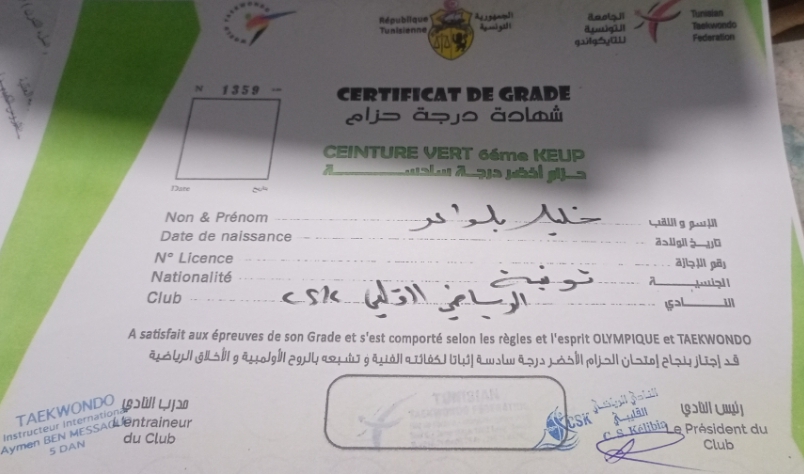 République
Tunisienne
الجمهورية
التونسية
الجامعة
التونسية
للتايكواندو
Tunisian
Taekwondo
Federation
N 1359
CERTIFICAT DE GRADE
شهادة درجة حزام
CEINTURE VERT 6éme KEUP
حزام أخضر درجة سادسة
Date تاريخ
Non & Prénom خليل الإسم و اللقب
Date de naissance تاريخ الولادة
N° Licence رقم الإجازة
Nationalité تونسية الجنسية
Club الرياضي القليبي CSK النادي
A satisfait aux épreuves de son Grade et s'est comporté selon les règles et l'esprit OLYMPIQUE et TAEKWONDO
قد إجتاز بنجاح إمتحان الحزام الأخضر درجة سادسة إثباتا لكفائته الفنية و تشبعه بالروح الأولمبية و الأخلاق الرياضية
مدرب النادي
L'entraineur
du Club
TAEKWONDO
Instructeur International
Aymen BEN MESSAOU
5 DAN
TUNISIAN
CSK
C. S. Kélibia
رئيس النادي
Le Président du
Club